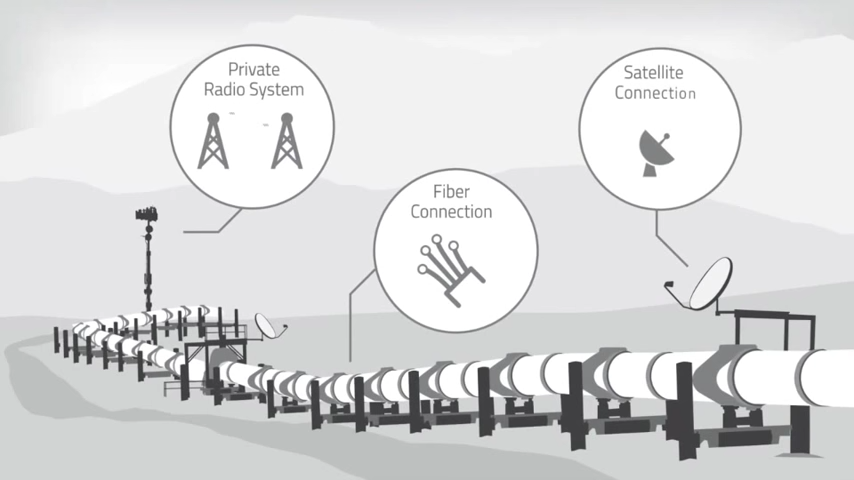 Private
Radio System
Fiber
Connection
Satellite
Connection